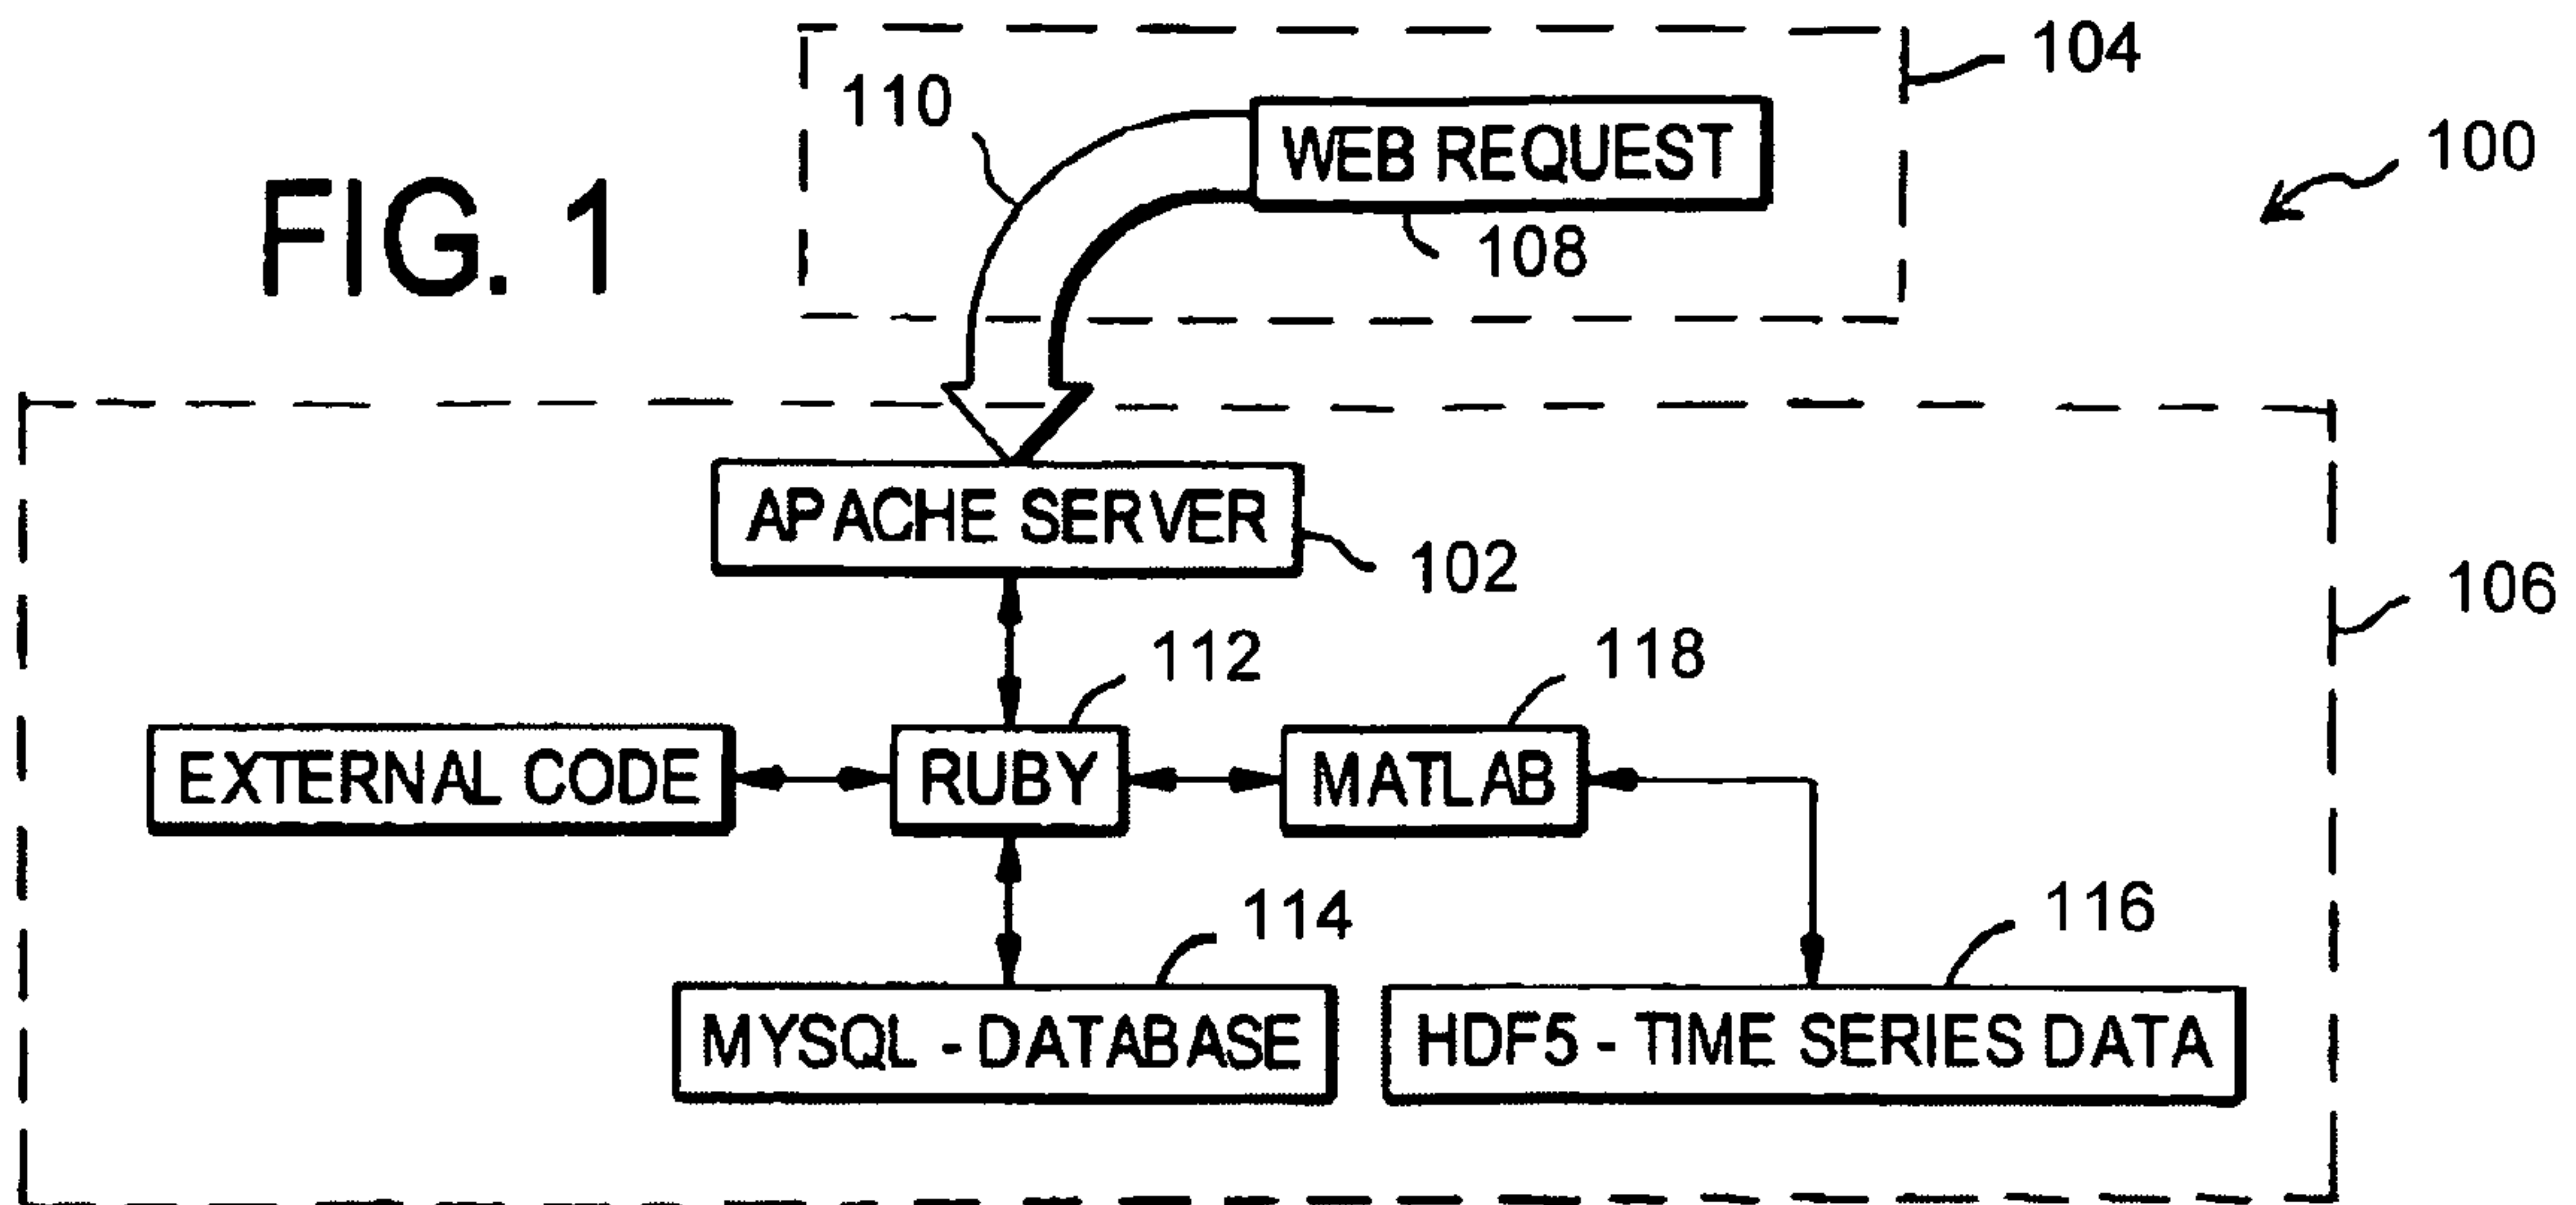 104
110
WEB REQUEST
100
FIG. 1
108
APACHE SERVER
102
106
112
118
EXTERNAL CODE
RUBY
MATLAB
114
116
MYSQL - DATABASE
HDF5 - TIME SERIES DATA